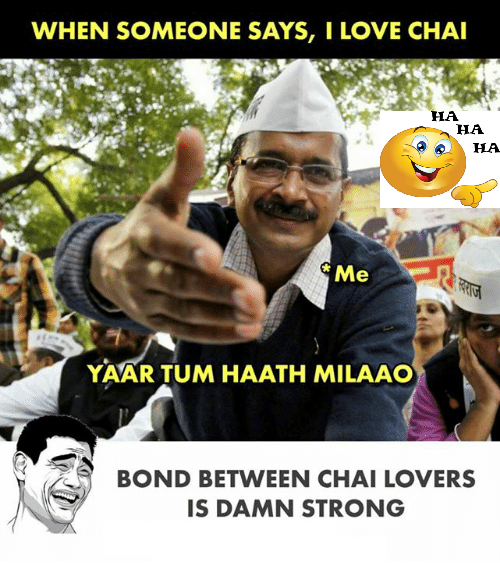 WHEN SOMEONE SAYS, I LOVE CHAI
HA
HA
HA
*Me
स्वराज
YAAR TUM HAATH MILAAO
BOND BETWEEN CHAI LOVERS
IS DAMN STRONG